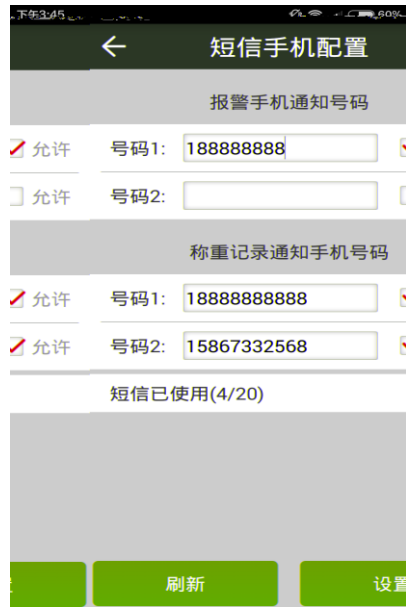 下午3:45 60%
短信手机配置
报警手机通知号码
允许 号码1: 188888888
允许 号码2:
称重记录通知手机号码
允许 号码1: 18888888888
允许 号码2: 15867332568
短信已使用(4/20)
刷新 设置